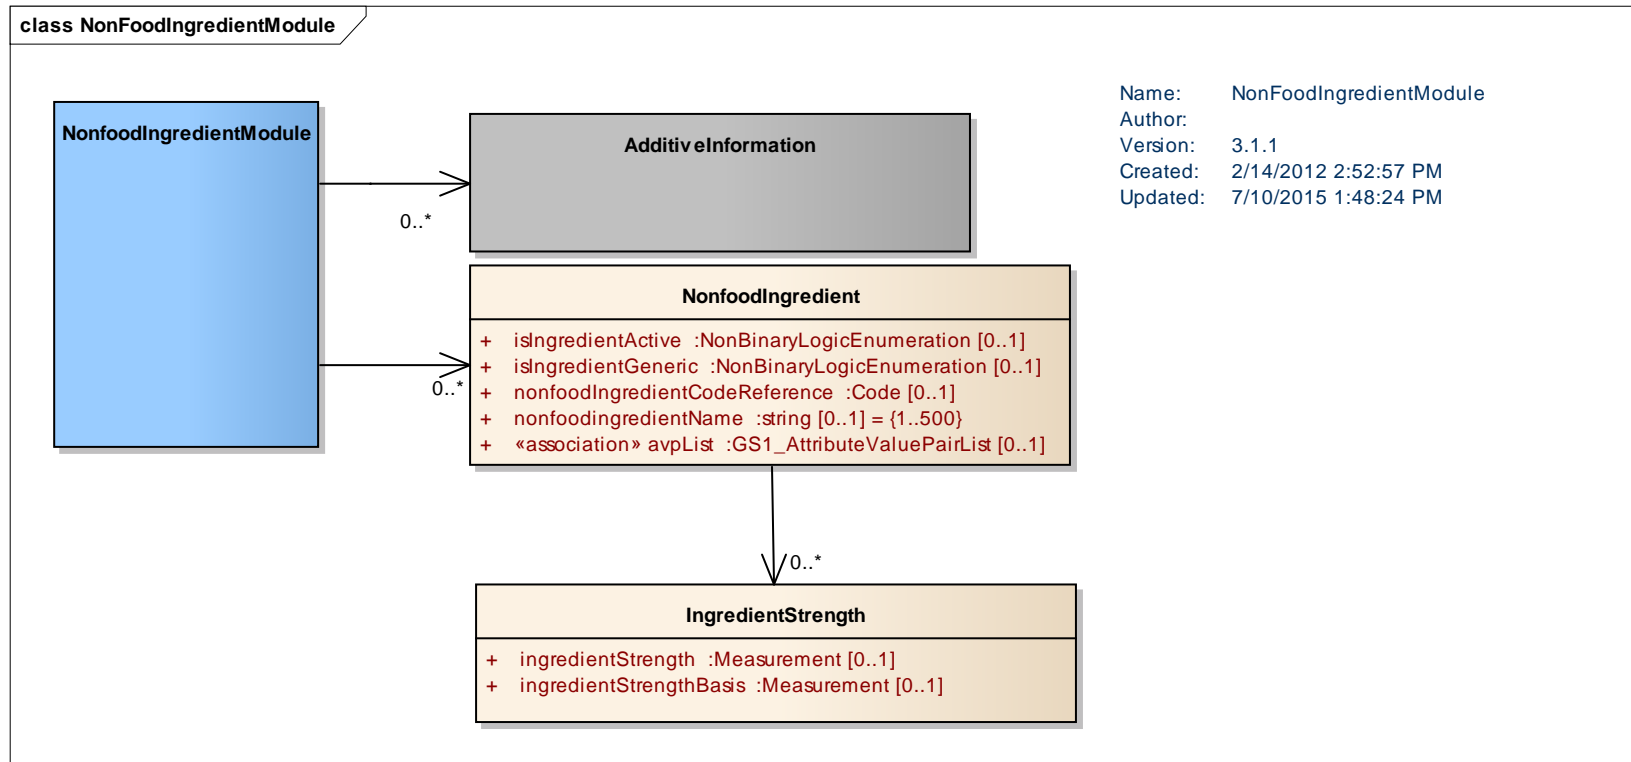 class NonFoodIngredientModule
NonfoodIngredientModule
AdditiveInformation
Name: NonFoodIngredientModule
Author:
Version: 3.1.1
Created: 2/14/2012 2:52:57 PM
Updated: 7/10/2015 1:48:24 PM
0..*
NonfoodIngredient
+ isIngredientActive :NonBinaryLogicEnumeration [0..1]
+ isIngredientGeneric :NonBinaryLogicEnumeration [0..1]
+ nonfoodIngredientCodeReference :Code [0..1]
+ nonfoodingredientName :string [0..1] = {1..500}
+ «association» avpList :GS1_AttributeValuePairList [0..1]
0..*
0..*
IngredientStrength
+ ingredientStrength :Measurement [0..1]
+ ingredientStrengthBasis :Measurement [0..1]